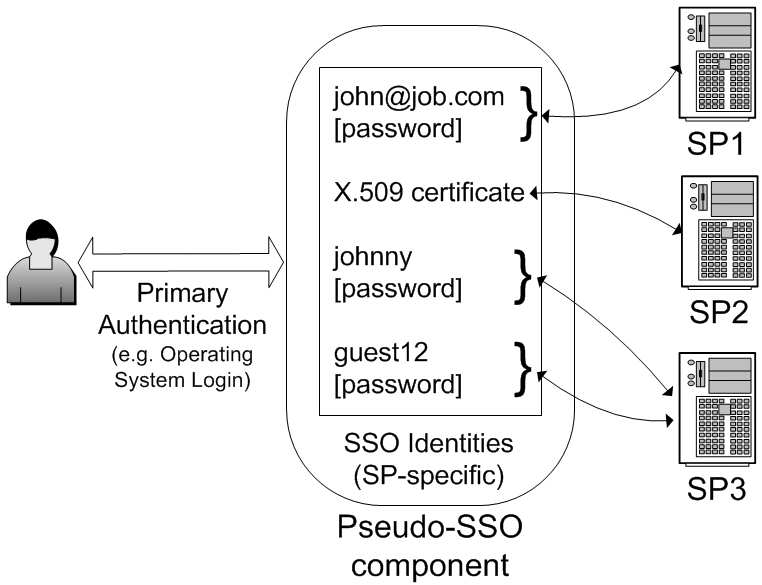 john@job.com
[password]
X.509 certificate
johnny
[password]
guest12
[password]
SSO Identities
(SP-specific)
Pseudo-SSO
component
Primary
Authentication
(e.g. Operating
System Login)
SP1
SP2
SP3